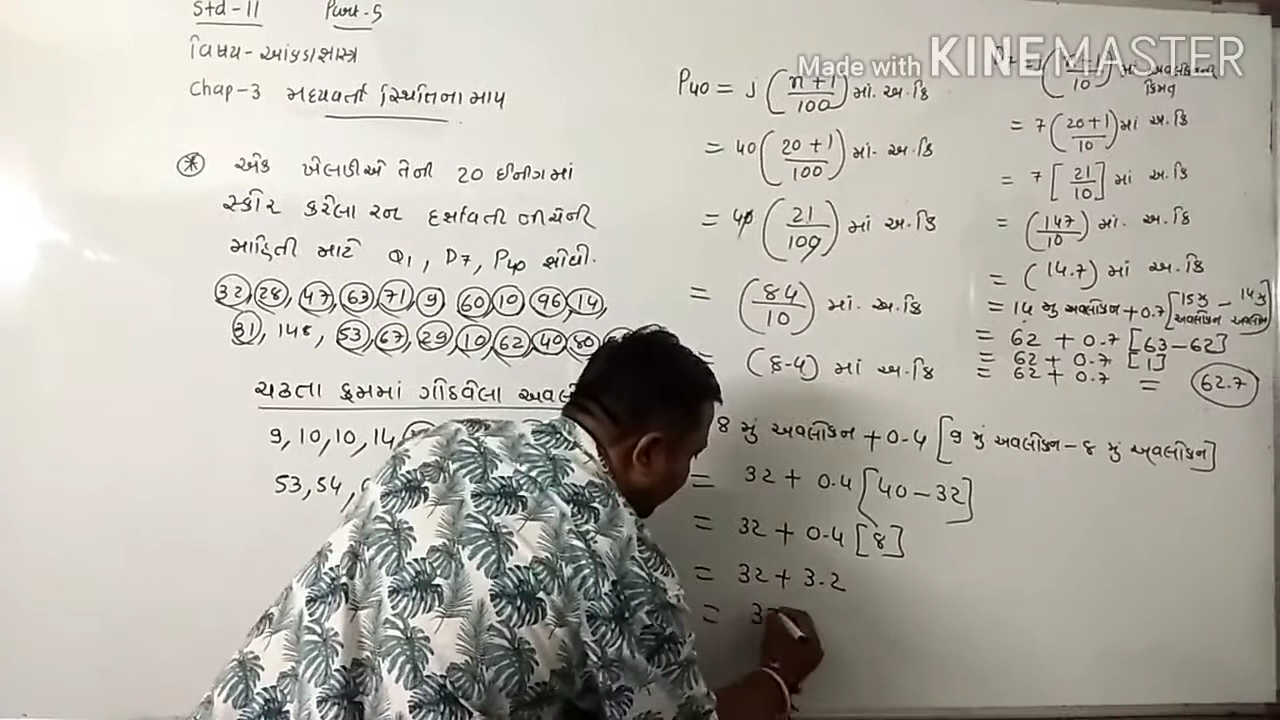 Std-11 Part-5
વિષય - આંકડાશાસ્ત્ર
Chap-3 મધ્યવર્તી સ્થિતિના માપ
* એક ખેલાડીએ તેની 20 ઈનીંગમાં
સ્કોર કરેલા રન દર્શાવતી નીચેની
માહિતી માટે Q1, D7, P40 શોધો.
32, 28, 47, 63, 71, 9, 60, 10, 96, 14,
31, 148, 53, 67, 29, 10, 62, 40, 80,
ચઢતા ક્રમમાં ગોઠવેલા
9, 10, 10, 14
53, 54,
Made with KINEMASTER
P40 = J (n+1/100) માં. અ.કિ
= 40 (20+1/100) માં. અ.કિ
= 40 (21/100) માં અ.કિ
= (84/10) માં. અ.કિ
(8.4) માં અ.કિ
8 મું અવલોકન + 0.4 [9 મું અવલોકન - 8 મું અવલોકન]
= 32 + 0.4 [40-32]
= 32 + 0.4 [8]
= 32 + 3.2
= 3
માં અવલોકનની
કિંમત
= 7 (20+1/10) માં અ.કિ
= 7 [21/10] માં અ.કિ
= (147/10) માં. અ.કિ
= (14.7) માં અ.કિ
= 14 મું અવલોકન + 0.7 [15મું અવલોકન - 14 મું
= 62 + 0.7 [63-62]
= 62 + 0.7 [1]
= 62 + 0.7 = 62.7